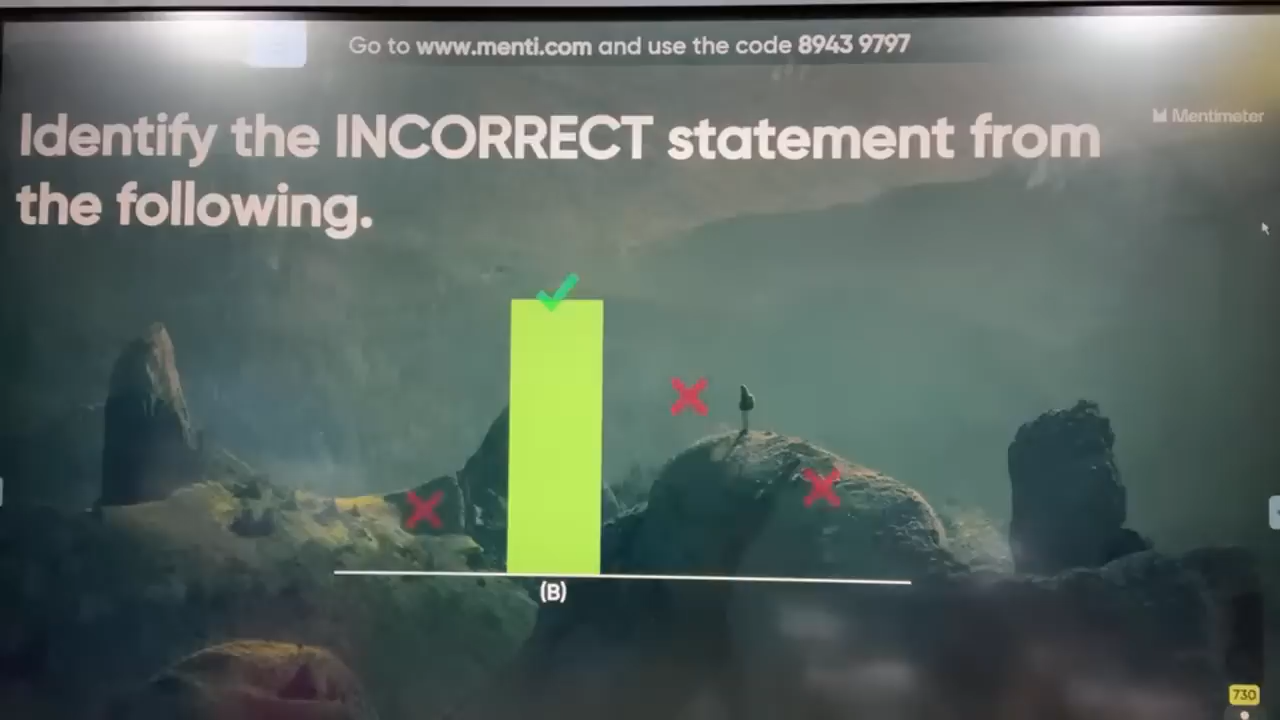 Go to www.menti.com and use the code 8943 9797
Mentimeter
Identify the INCORRECT statement from
the following.
(B)
730